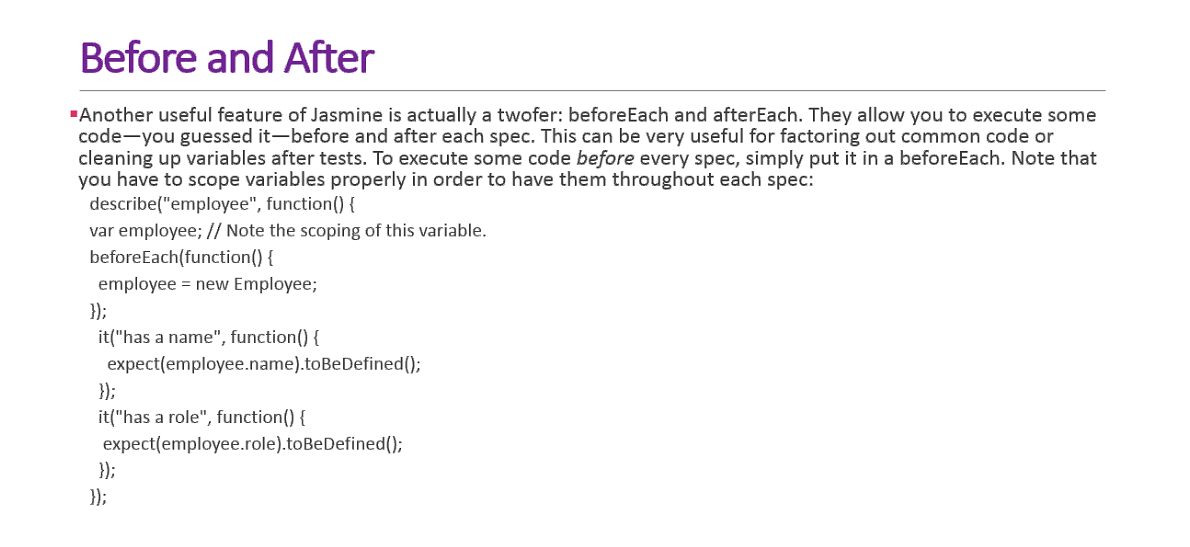 Before and After
▪Another useful feature of Jasmine is actually a twofer: beforeEach and afterEach. They allow you to execute some
code—you guessed it—before and after each spec. This can be very useful for factoring out common code or
cleaning up variables after tests. To execute some code before every spec, simply put it in a beforeEach. Note that
you have to scope variables properly in order to have them throughout each spec:
describe("employee", function() {
var employee; // Note the scoping of this variable.
beforeEach(function() {
employee = new Employee;
});
it("has a name", function() {
expect(employee.name).toBeDefined();
});
it("has a role", function() {
expect(employee.role).toBeDefined();
});
});